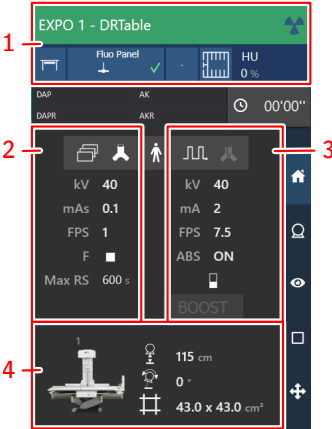 EXPO 1 - DRTable
1
Fluo Panel
-
HU
0 %
DAP
AK
DAPR
AKR
00'00''
2
3
kV 40
kV 40
mAs 0.1
mA 2
FPS 1
FPS 7.5
F
ABS ON
Max RS 600 s
BOOST
4
1
115 cm
0 °
43.0 x 43.0 cm²